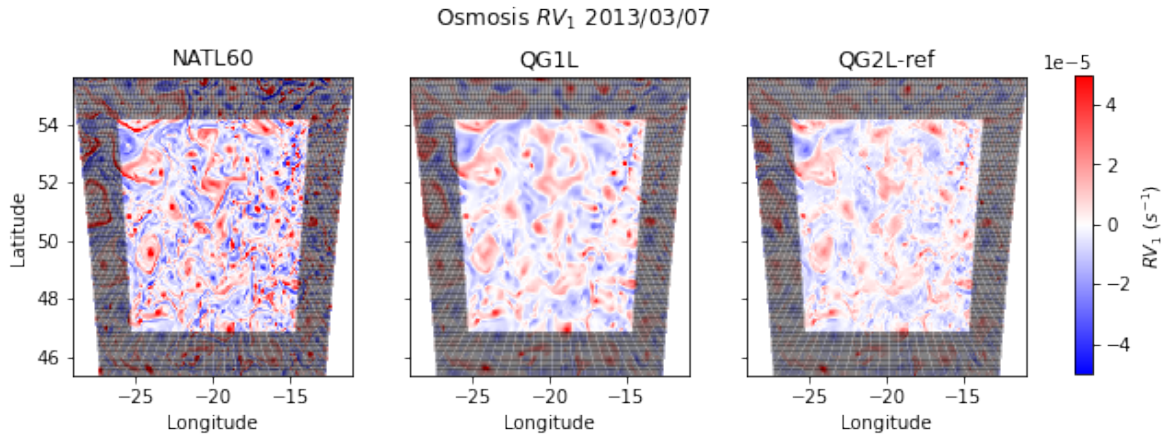 Osmosis RV₁ 2013/03/07
NATL60
QG1L
QG2L-ref
1e−5
54
52
50
48
46
Latitude
−25
−20
−15
Longitude
−25
−20
−15
Longitude
−25
−20
−15
Longitude
4
2
0
−2
−4
RV₁ (s⁻¹)